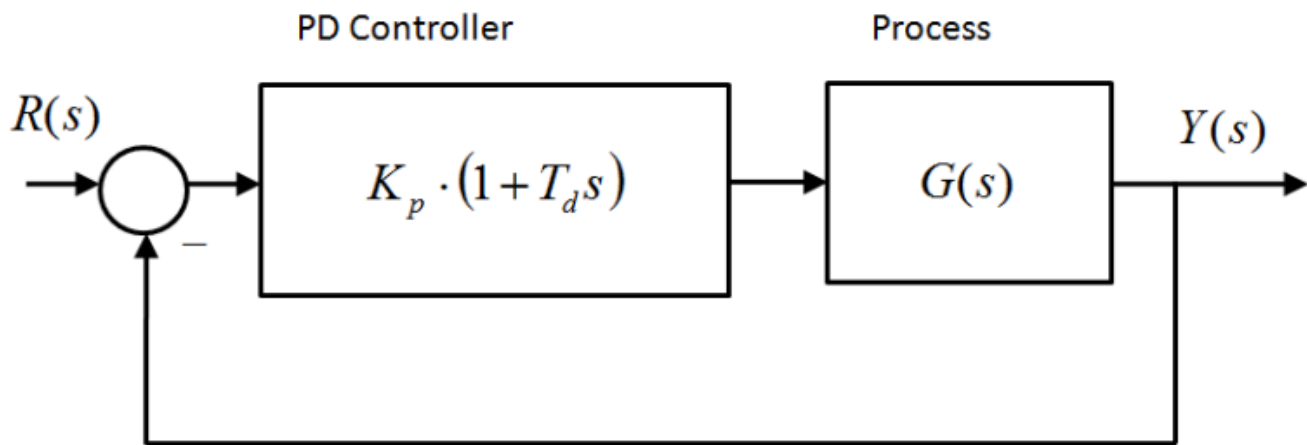 PD Controller
Process
R(s)
K_p · (1 + T_d s)
G(s)
Y(s)
−